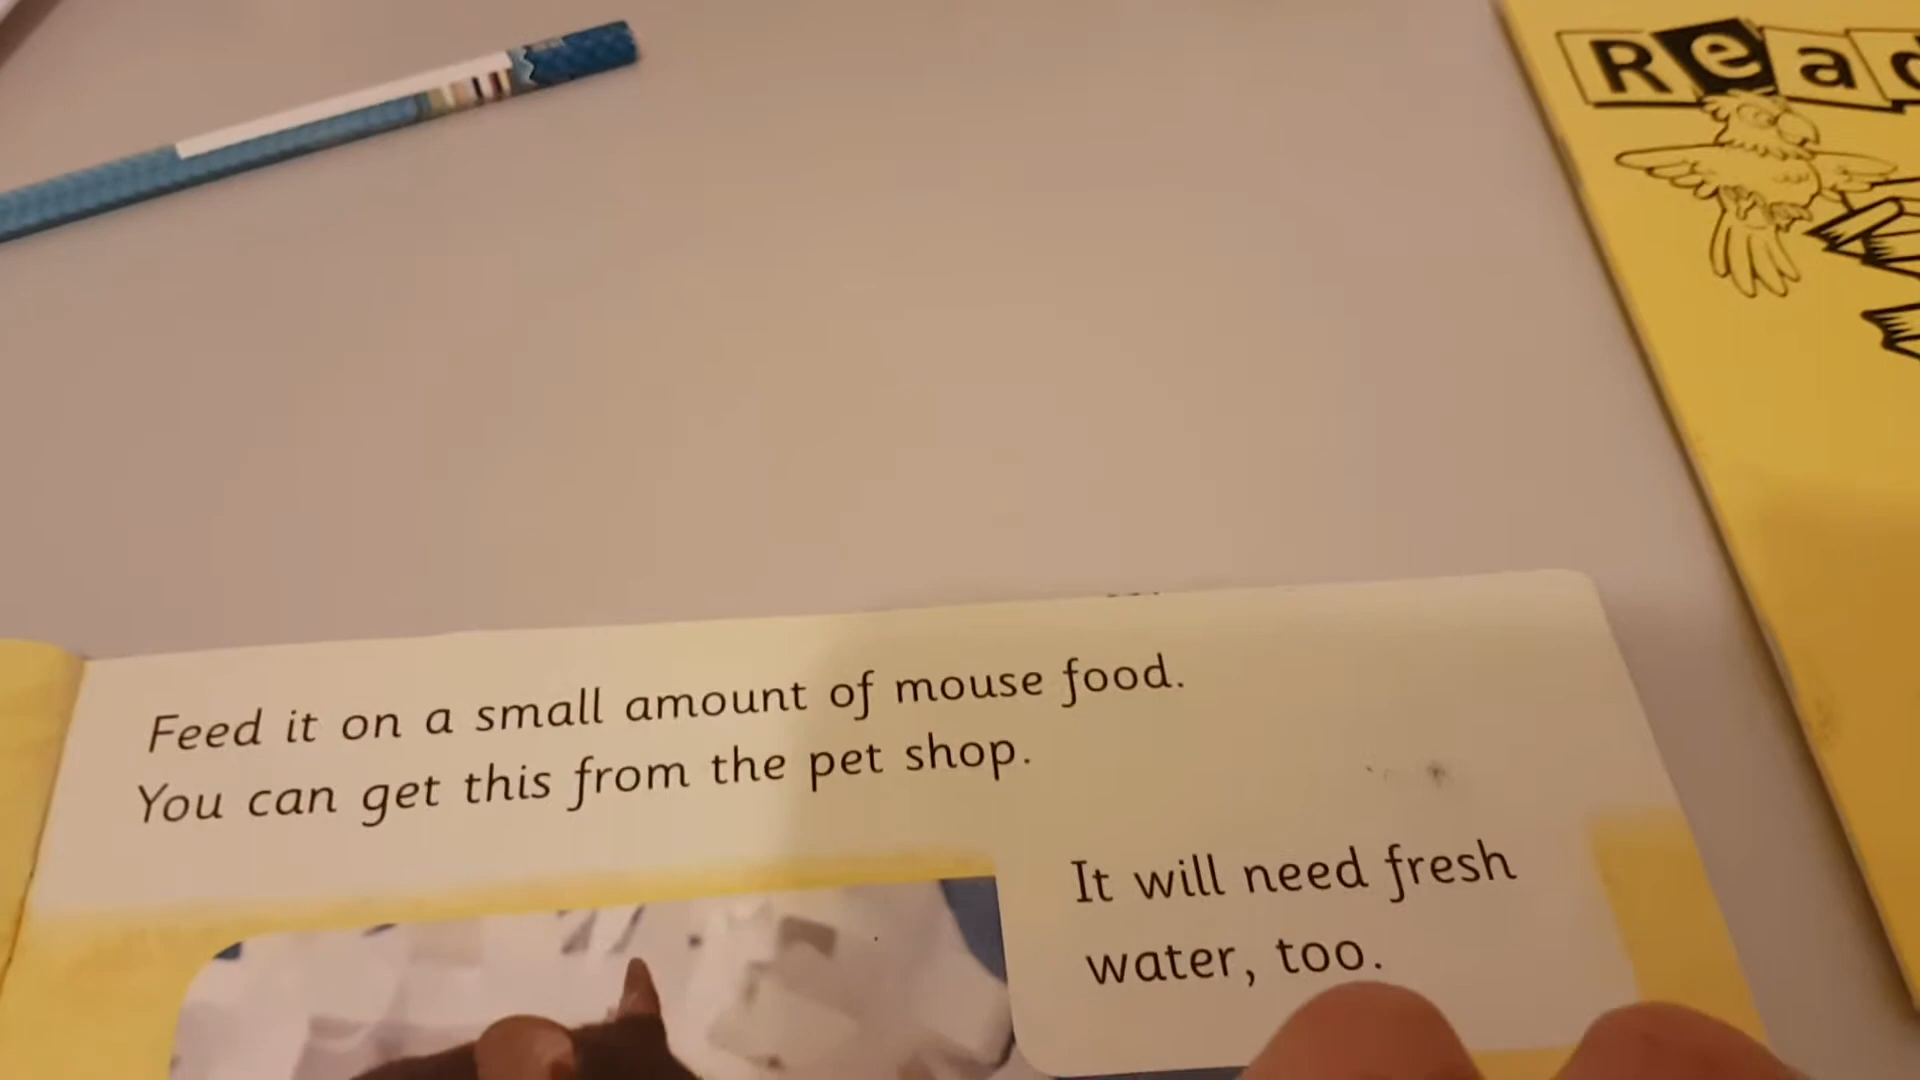 Read
Feed it on a small amount of mouse food.
You can get this from the pet shop.
It will need fresh
water, too.